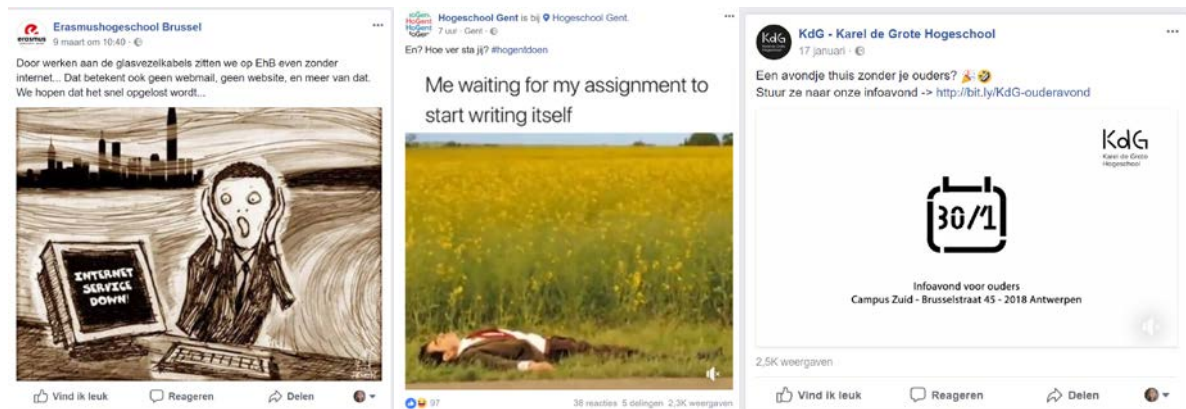 Erasmushogeschool Brussel
9 maart om 10:40 ·
Door werken aan de glasvezelkabels zitten we op EhB even zonder
internet... Dat betekent ook geen webmail, geen website, en meer van dat.
We hopen dat het snel opgelost wordt...
INTERNET
SERVICE
DOWN!
Vind ik leuk Reageren Delen
HoGent
Hogeschool Gent is bij Hogeschool Gent.
7 uur · Gent ·
En? Hoe ver sta jij? #hogentdoen
Me waiting for my assignment to
start writing itself
97 38 reacties 5 delingen 2,3K weergaven
KdG
KdG - Karel de Grote Hogeschool
17 januari ·
Een avondje thuis zonder je ouders?
Stuur ze naar onze infoavond -> http://bit.ly/KdG-ouderavond
KdG
Karel de Grote
Hogeschool
30/1
Infoavond voor ouders
Campus Zuid - Brusselstraat 45 - 2018 Antwerpen
2,5K weergaven
Vind ik leuk Reageren Delen